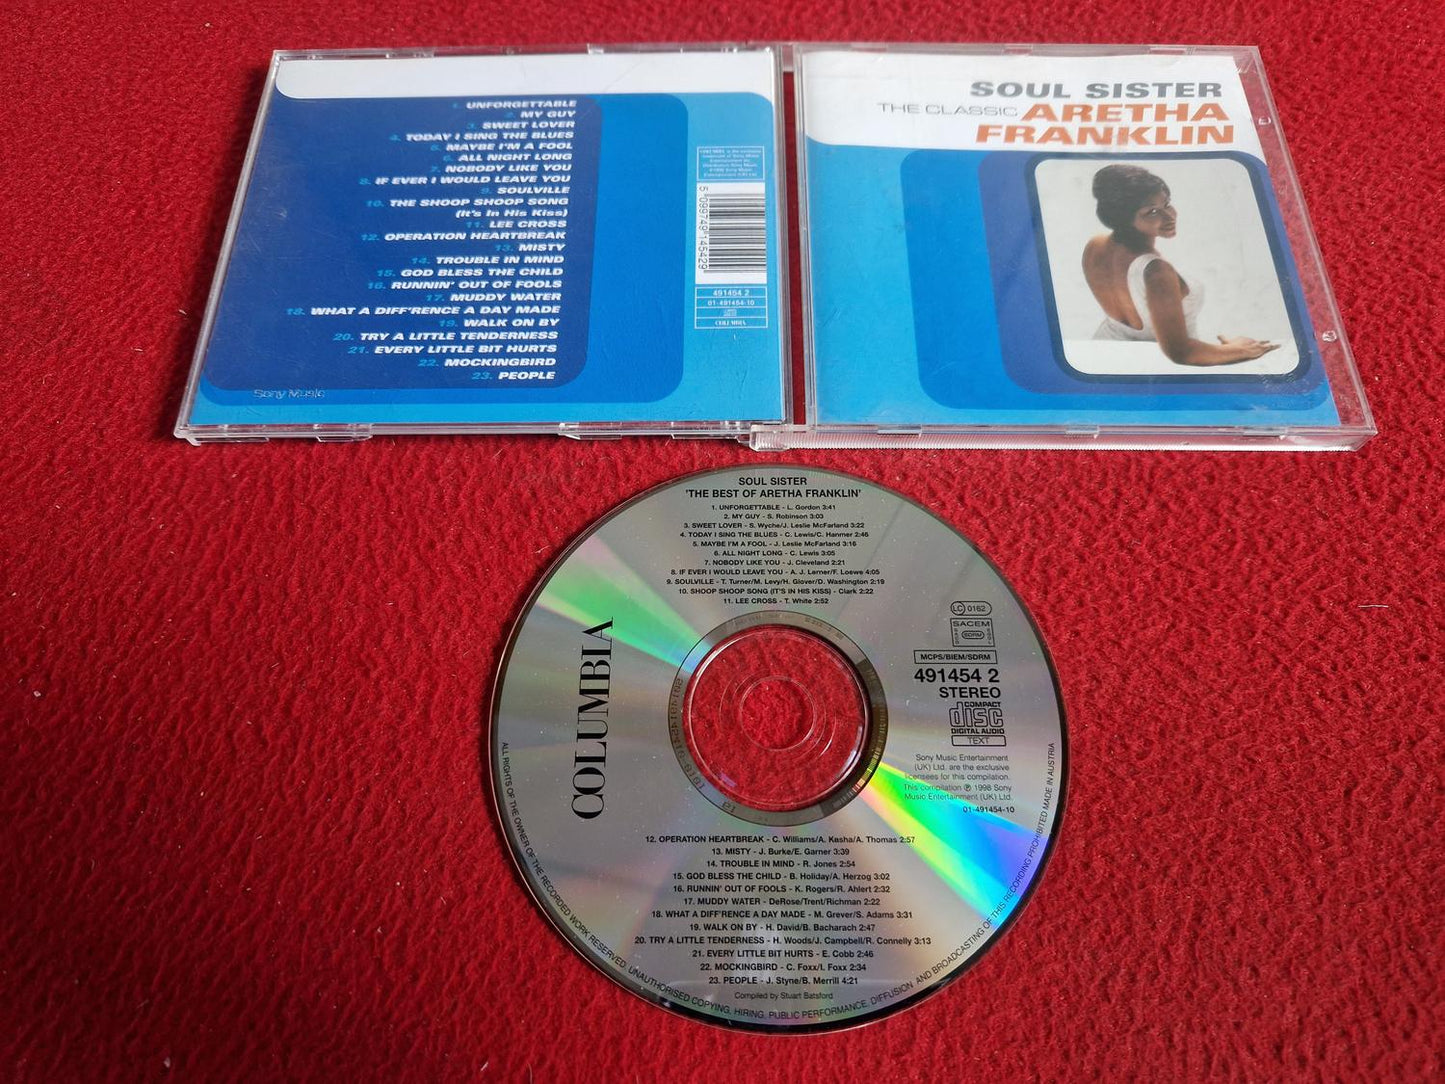 1. UNFORGETTABLE
2. MY GUY
3. SWEET LOVER
4. TODAY I SING THE BLUES
5. MAYBE I'M A FOOL
6. ALL NIGHT LONG
7. NOBODY LIKE YOU
8. IF EVER I WOULD LEAVE YOU
9. SOULVILLE
10. THE SHOOP SHOOP SONG
(It's In His Kiss)
11. LEE CROSS
12. OPERATION HEARTBREAK
13. MISTY
14. TROUBLE IN MIND
15. GOD BLESS THE CHILD
16. RUNNIN' OUT OF FOOLS
17. MUDDY WATER
18. WHAT A DIFF'RENCE A DAY MADE
19. WALK ON BY
20. TRY A LITTLE TENDERNESS
21. EVERY LITTLE BIT HURTS
22. MOCKINGBIRD
23. PEOPLE
Sony Music
5 099749 145429
491454 2
01-491454-10
COLUMBIA
SOUL SISTER
THE CLASSIC ARETHA
FRANKLIN
SOUL SISTER
'THE BEST OF ARETHA FRANKLIN'
1. UNFORGETTABLE - L. Gordon 3:41
2. MY GUY - S. Robinson 3:03
3. SWEET LOVER - S. Wyche/J. Leslie McFarland 3:22
4. TODAY I SING THE BLUES - C. Lewis/C. Hanmer 2:46
5. MAYBE I'M A FOOL - J. Leslie McFarland 3:16
6. ALL NIGHT LONG - C. Lewis 3:05
7. NOBODY LIKE YOU - J. Cleveland 2:21
8. IF EVER I WOULD LEAVE YOU - A. J. Lerner/F. Loewe 4:05
9. SOULVILLE - T. Turner/M. Levy/H. Glover/D. Washington 2:19
10. SHOOP SHOOP SONG (IT'S IN HIS KISS) - Clark 2:22
11. LEE CROSS - T. White 2:52
COLUMBIA
LC 0162
SACEM
SDRM
MCPS/BIEM/SDRM
491454 2
STEREO
COMPACT
disc
DIGITAL AUDIO
TEXT
Sony Music Entertainment
(UK) Ltd. are the exclusive
licensees for this compilation.
This compilation ℗ 1998 Sony
Music Entertainment (UK) Ltd.
01-491454-10
12. OPERATION HEARTBREAK - C. Williams/A. Kasha/A. Thomas 2:57
13. MISTY - J. Burke/E. Garner 3:39
14. TROUBLE IN MIND - R. Jones 2:54
15. GOD BLESS THE CHILD - B. Holiday/A. Herzog 3:02
16. RUNNIN' OUT OF FOOLS - K. Rogers/R. Ahlert 2:32
17. MUDDY WATER - DeRose/Trent/Richman 2:22
18. WHAT A DIFF'RENCE A DAY MADE - M. Grever/S. Adams 3:31
19. WALK ON BY - H. David/B. Bacharach 2:47
20. TRY A LITTLE TENDERNESS - H. Woods/J. Campbell/R. Connelly 3:13
21. EVERY LITTLE BIT HURTS - E. Cobb 2:46
22. MOCKINGBIRD - C. Foxx/I. Foxx 2:34
23. PEOPLE - J. Styne/B. Merrill 4:21
Compiled by Stuart Batsford
ALL RIGHTS OF THE OWNER OF THE RECORDED WORK RESERVED. UNAUTHORISED COPYING, HIRING, PUBLIC PERFORMANCE, DIFFUSION AND BROADCASTING OF THIS RECORDING PROHIBITED MADE IN AUSTRIA